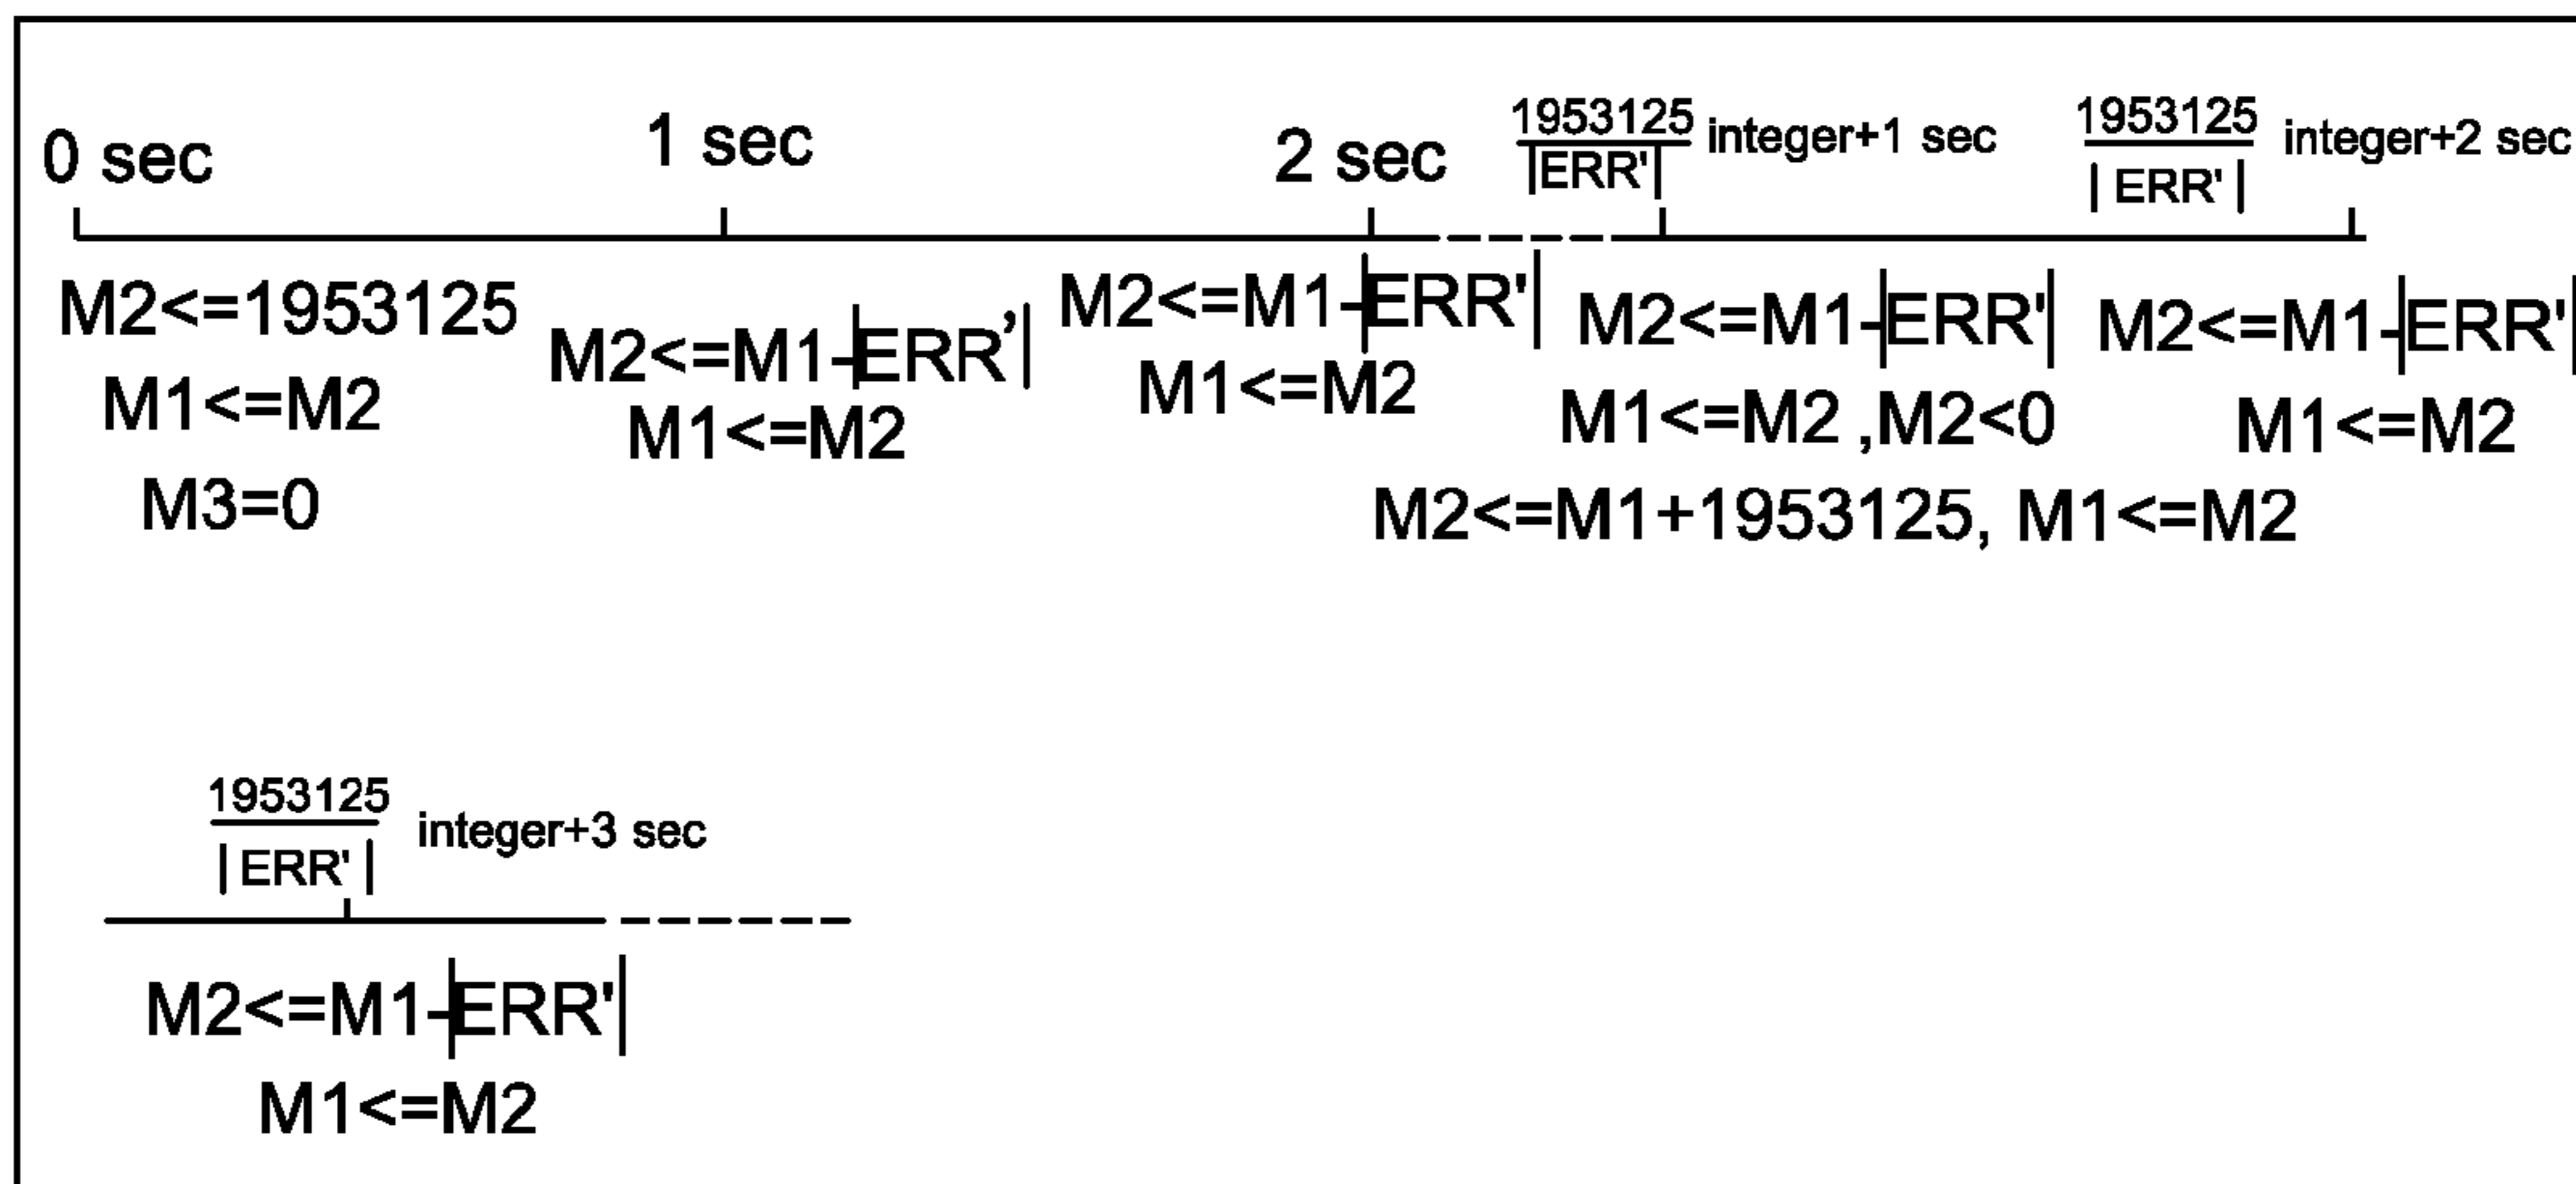 0 sec
1 sec
2 sec
1953125
|ERR'|
integer+1 sec
1953125
| ERR' |
integer+2 sec
M2<=1953125
M1<=M2
M3=0
M2<=M1-|ERR’|
M1<=M2
M2<=M1-|ERR'|
M1<=M2
M2<=M1-|ERR'|
M1<=M2 ,M2<0
M2<=M1+1953125, M1<=M2
M2<=M1-|ERR'|
M1<=M2
1953125
| ERR' |
integer+3 sec
M2<=M1-|ERR'|
M1<=M2